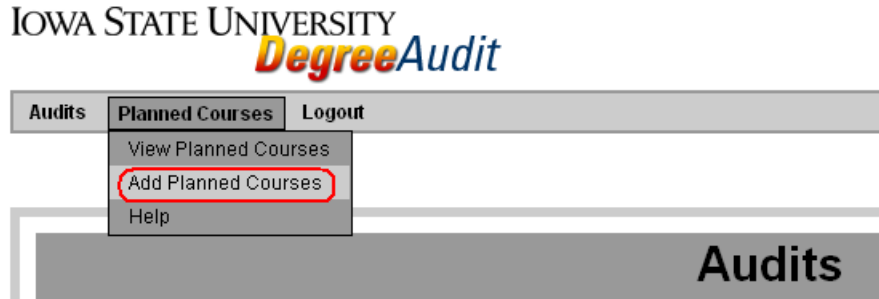 IOWA STATE UNIVERSITY
DegreeAudit
Audits Planned Courses Logout
View Planned Courses
Add Planned Courses
Help
Audits